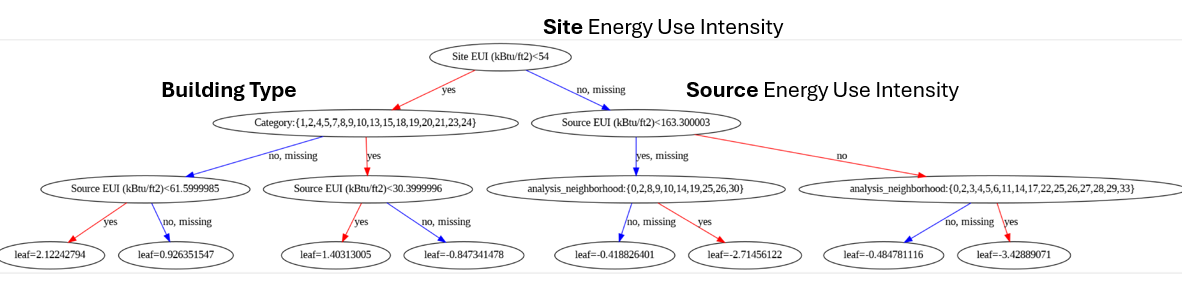 Site Energy Use Intensity
Site EUI (kBtu/ft2)<54
Building Type
yes
no, missing
Source Energy Use Intensity
Category:{1,2,4,5,7,8,9,10,13,15,18,19,20,21,23,24}
Source EUI (kBtu/ft2)<163.300003
no, missing
yes
yes, missing
no
Source EUI (kBtu/ft2)<61.5999985
Source EUI (kBtu/ft2)<30.3999996
analysis_neighborhood:{0,2,8,9,10,14,19,25,26,30}
analysis_neighborhood:{0,2,3,4,5,6,11,14,17,22,25,26,27,28,29,33}
yes
no, missing
yes
no, missing
no, missing
yes
no, missing
yes
leaf=2.12242794
leaf=0.926351547
leaf=1.40313005
leaf=-0.847341478
leaf=-0.418826401
leaf=-2.71456122
leaf=-0.484781116
leaf=-3.42889071